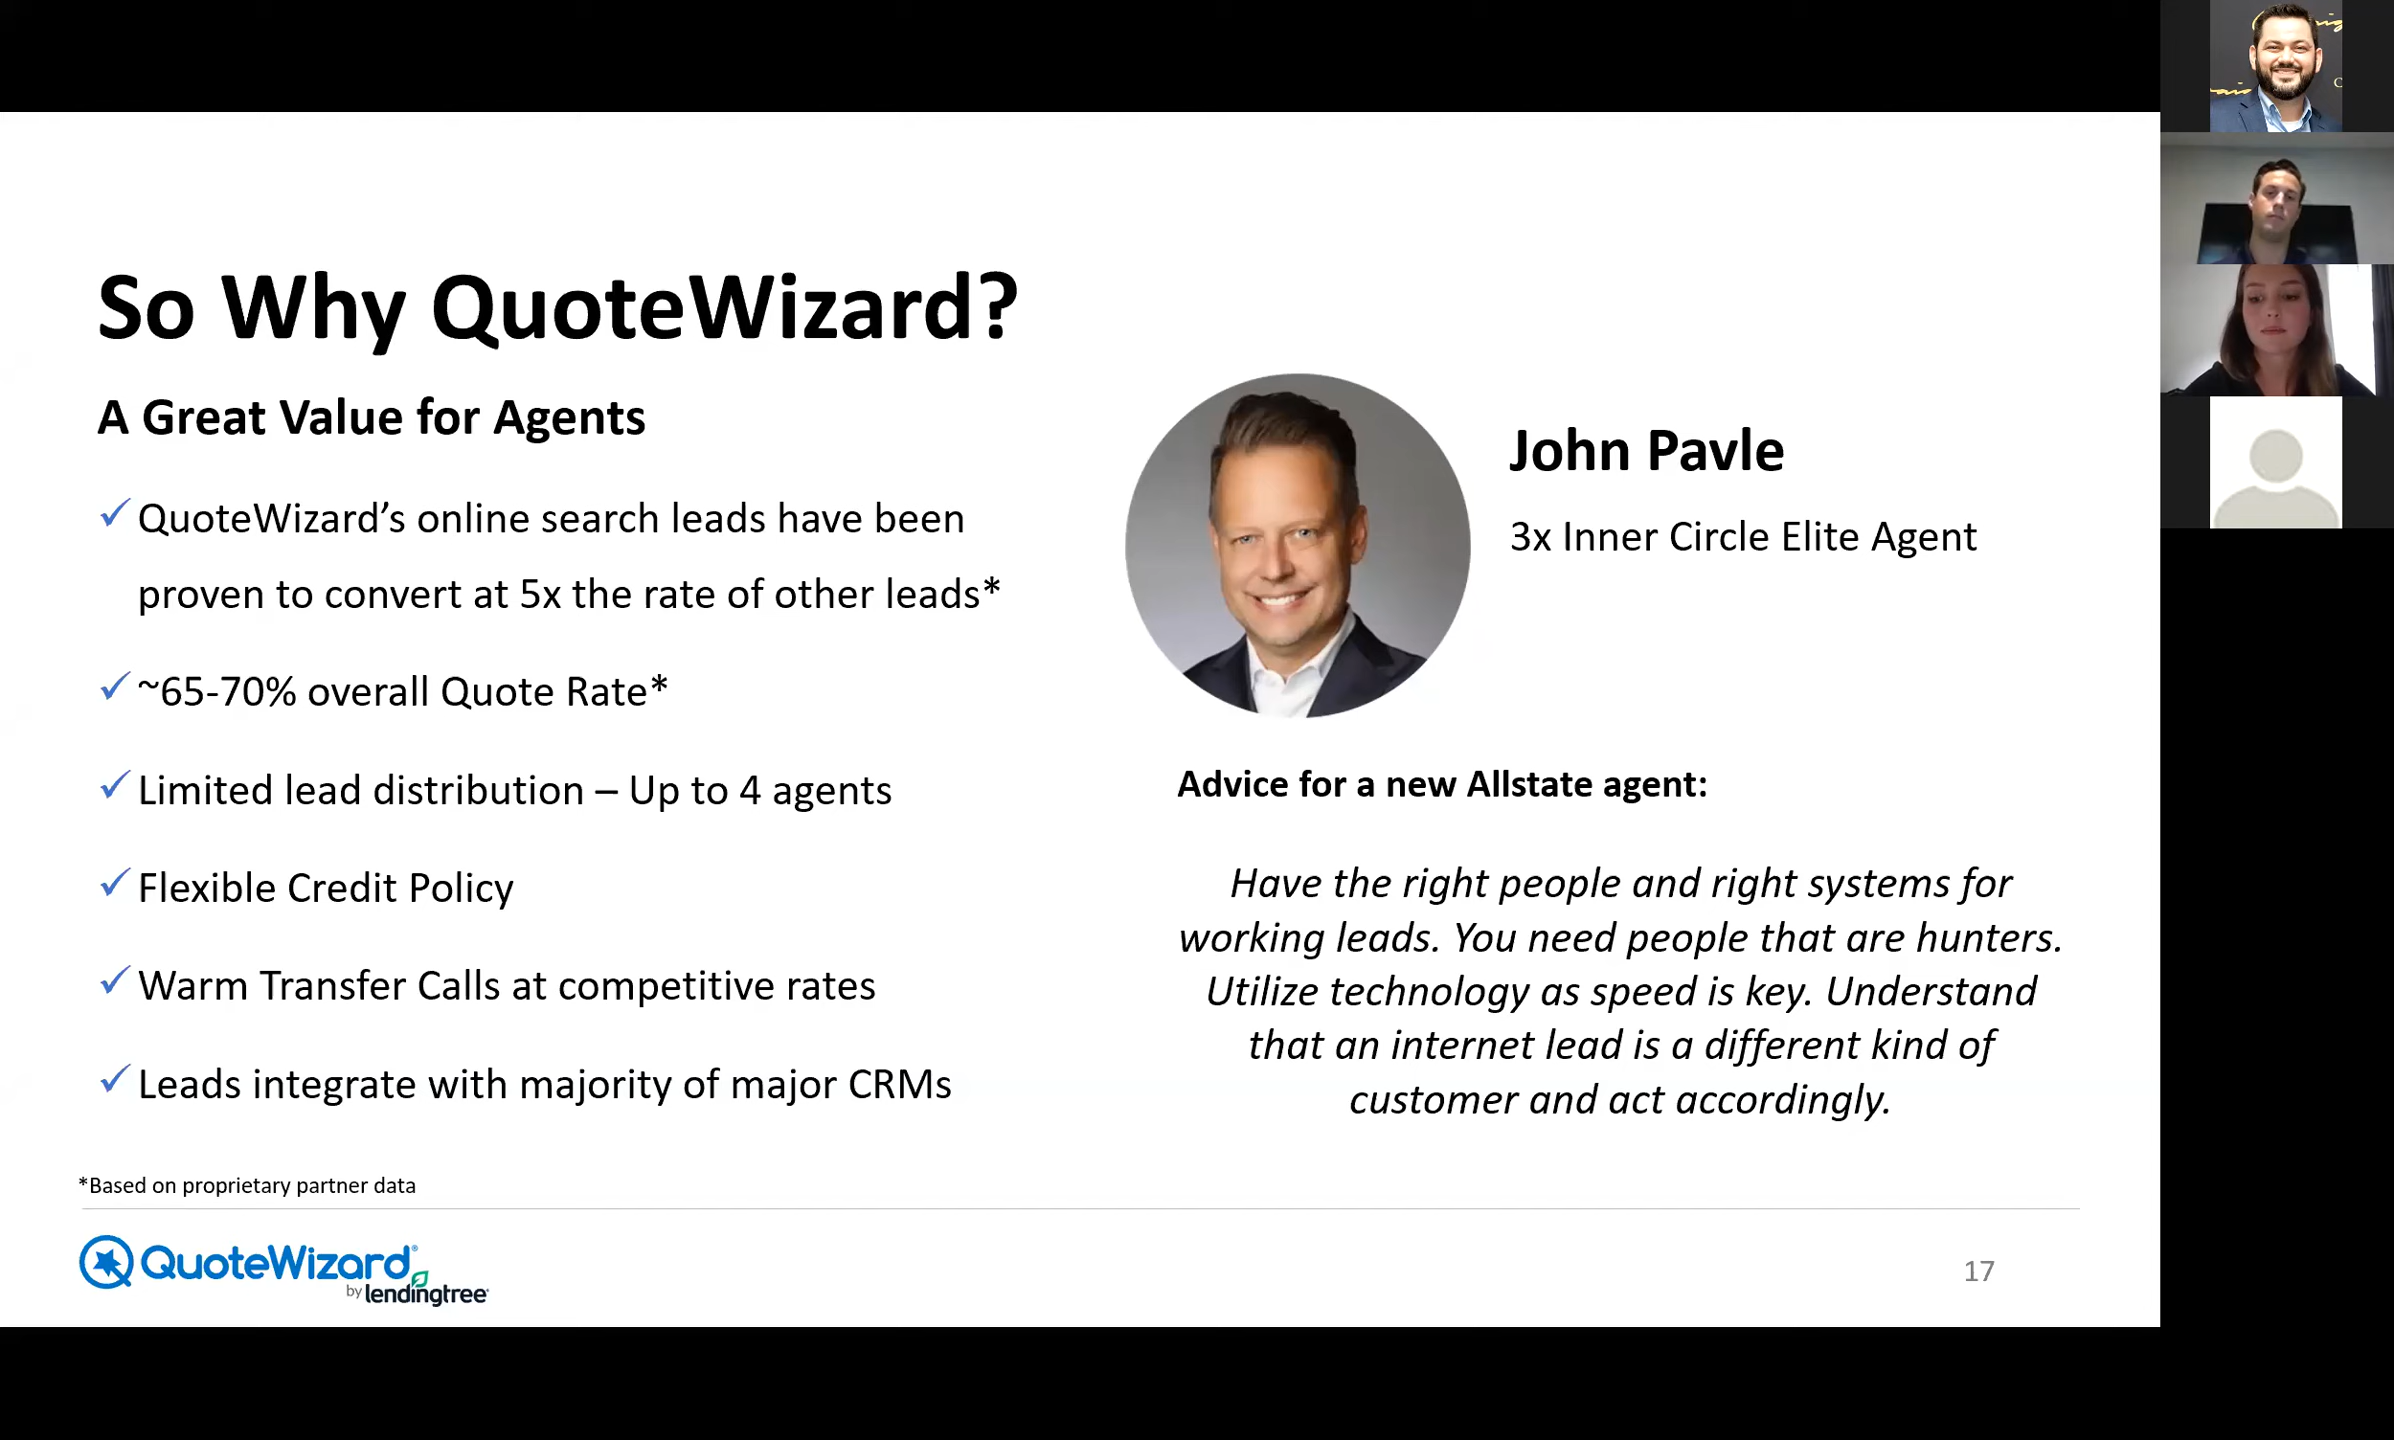 So Why QuoteWizard?
A Great Value for Agents
✓ QuoteWizard’s online search leads have been
proven to convert at 5x the rate of other leads*
✓ ~65-70% overall Quote Rate*
✓ Limited lead distribution – Up to 4 agents
✓ Flexible Credit Policy
✓ Warm Transfer Calls at competitive rates
✓ Leads integrate with majority of major CRMs
*Based on proprietary partner data
John Pavle
3x Inner Circle Elite Agent
Advice for a new Allstate agent:
Have the right people and right systems for
working leads. You need people that are hunters.
Utilize technology as speed is key. Understand
that an internet lead is a different kind of
customer and act accordingly.
QuoteWizard®
by lendingtree
17